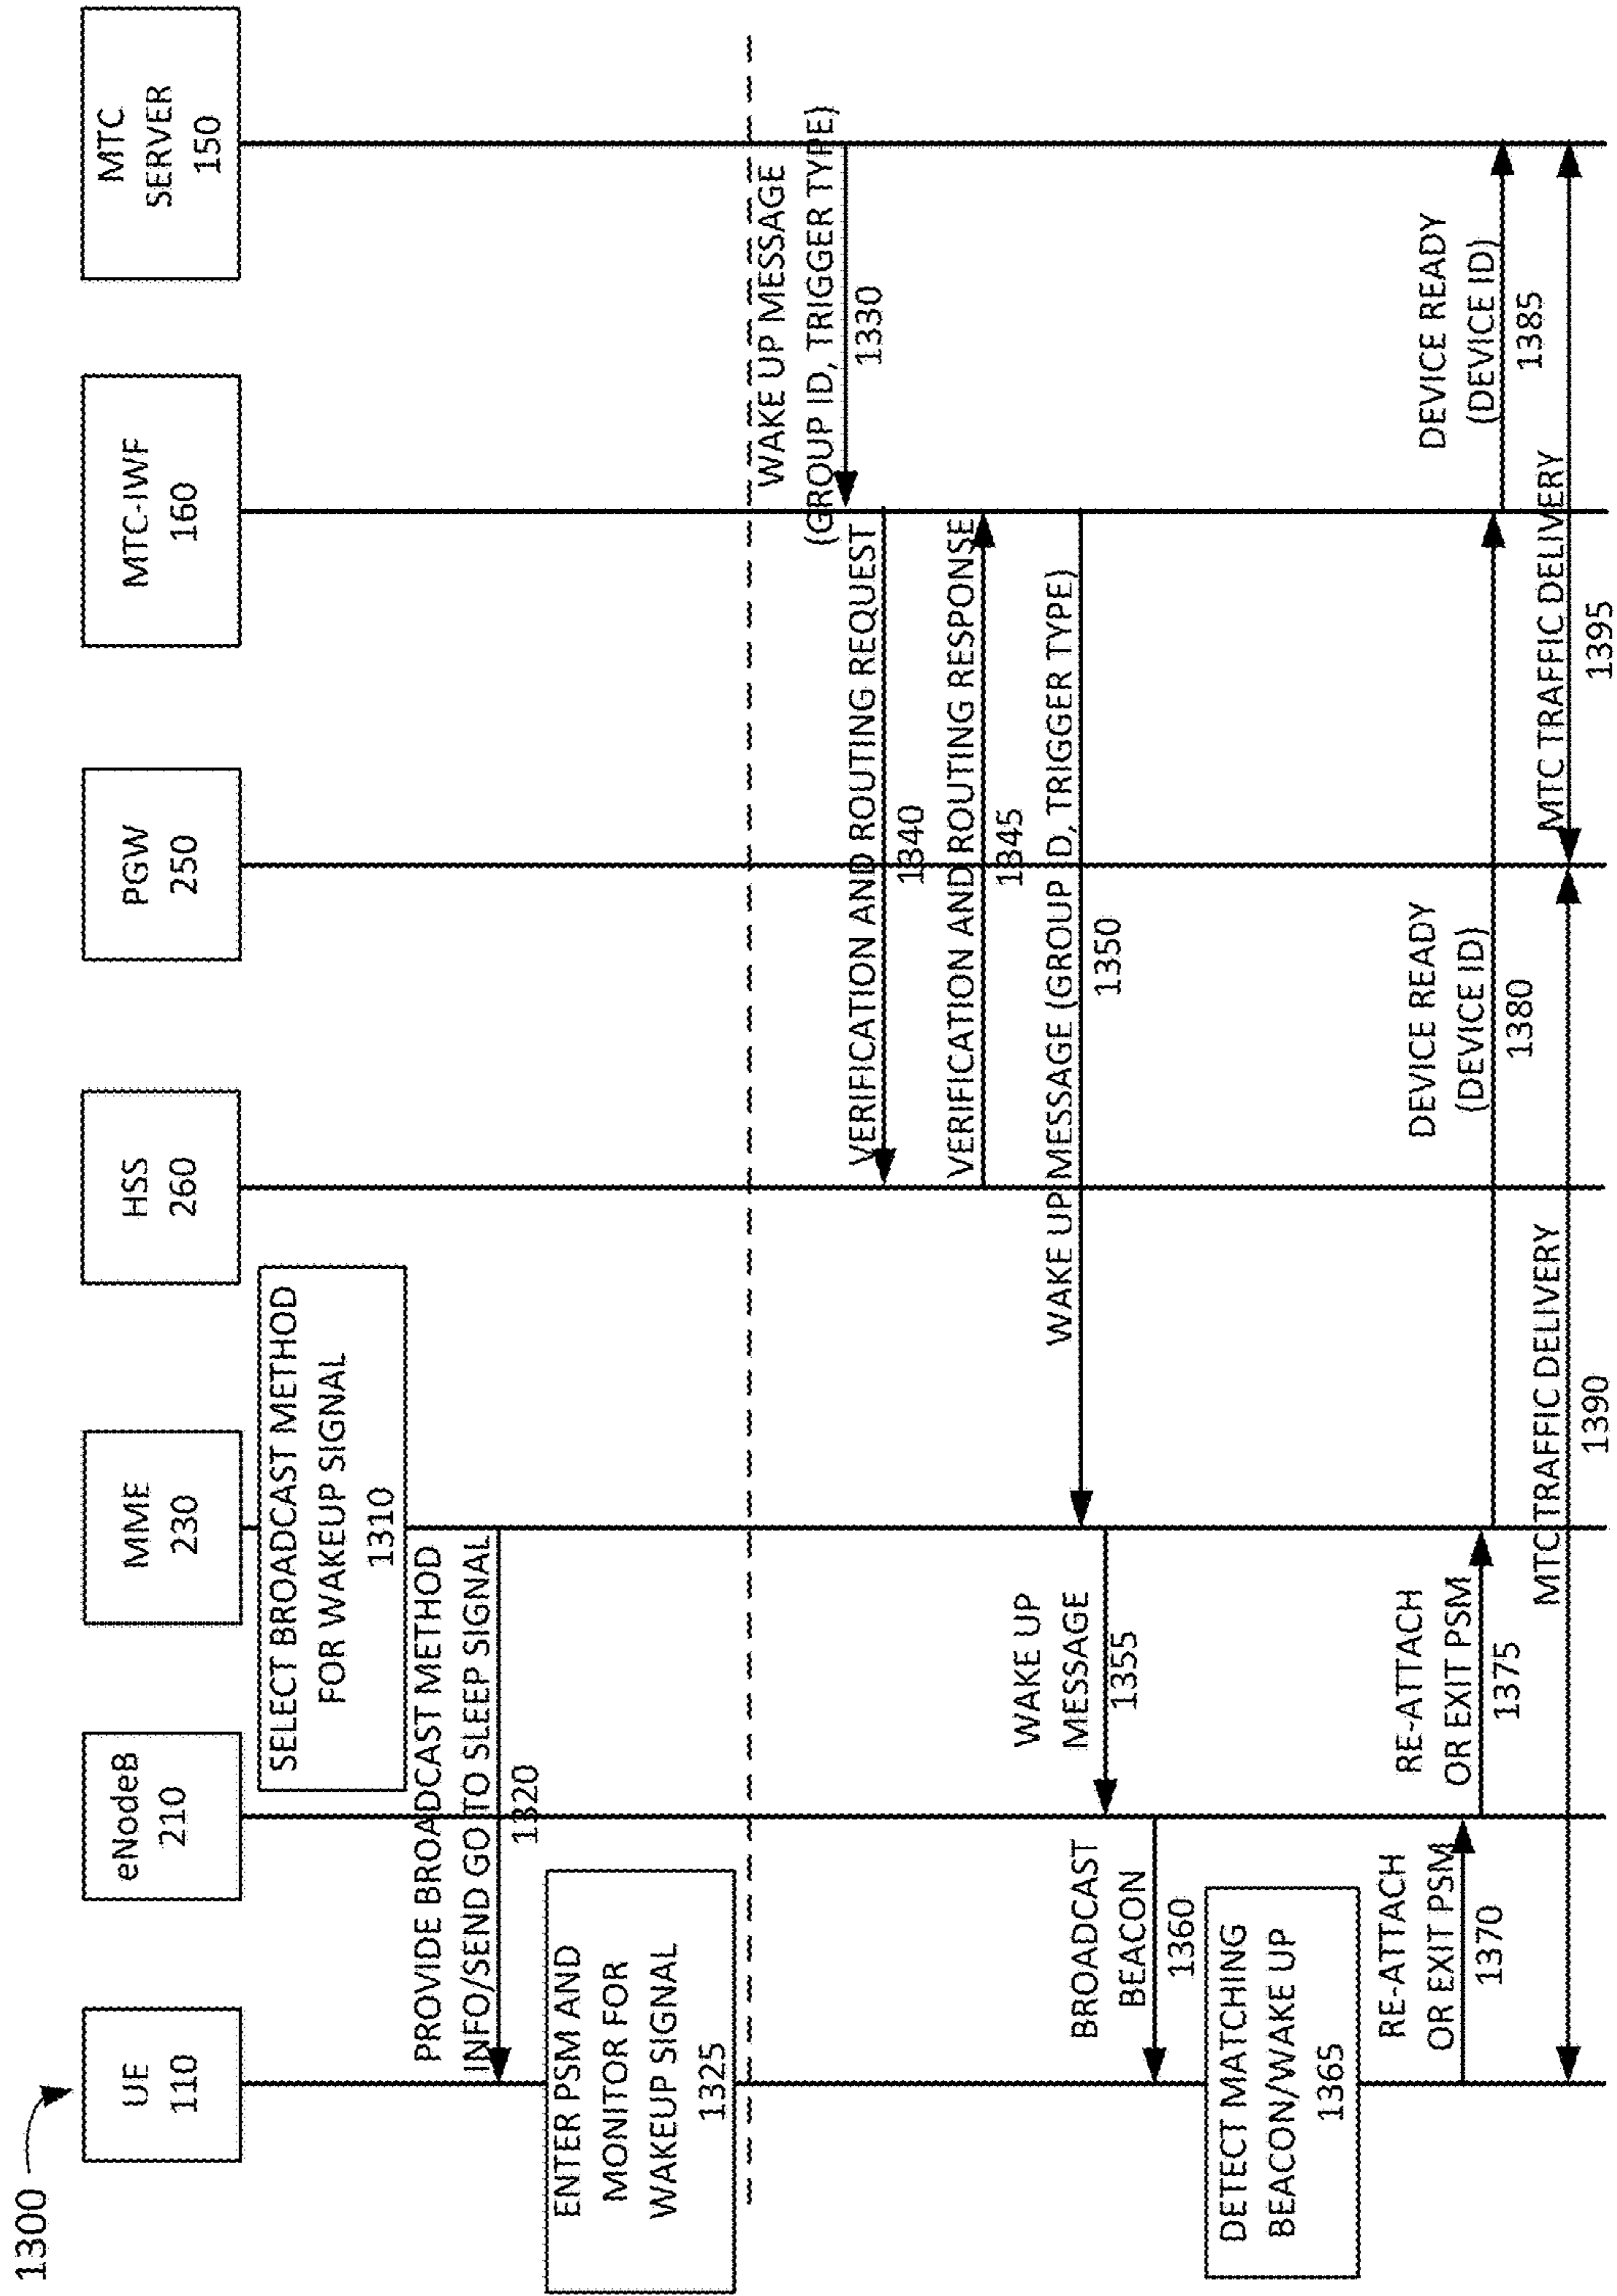 1300
UE
110
eNodeB
210
MME
230
HSS
260
PGW
250
MTC-IWF
160
MTC
SERVER
150
SELECT BROADCAST METHOD
FOR WAKEUP SIGNAL
1310
PROVIDE BROADCAST METHOD
INFO/SEND GO TO SLEEP SIGNAL
1320
ENTER PSM AND
MONITOR FOR
WAKEUP SIGNAL
1325
WAKE UP MESSAGE
(GROUP ID, TRIGGER TYPE)
1330
VERIFICATION AND ROUTING REQUEST
1340
VERIFICATION AND ROUTING RESPONSE
1345
WAKE UP MESSAGE (GROUP ID, TRIGGER TYPE)
1350
WAKE UP
MESSAGE
1355
BROADCAST
BEACON
1360
DETECT MATCHING
BEACON/WAKE UP
1365
RE-ATTACH
OR EXIT PSM
1370
RE-ATTACH
OR EXIT PSM
1375
DEVICE READY
(DEVICE ID)
1380
DEVICE READY
(DEVICE ID)
1385
MTC TRAFFIC DELIVERY
1390
MTC TRAFFIC DELIVERY
1395